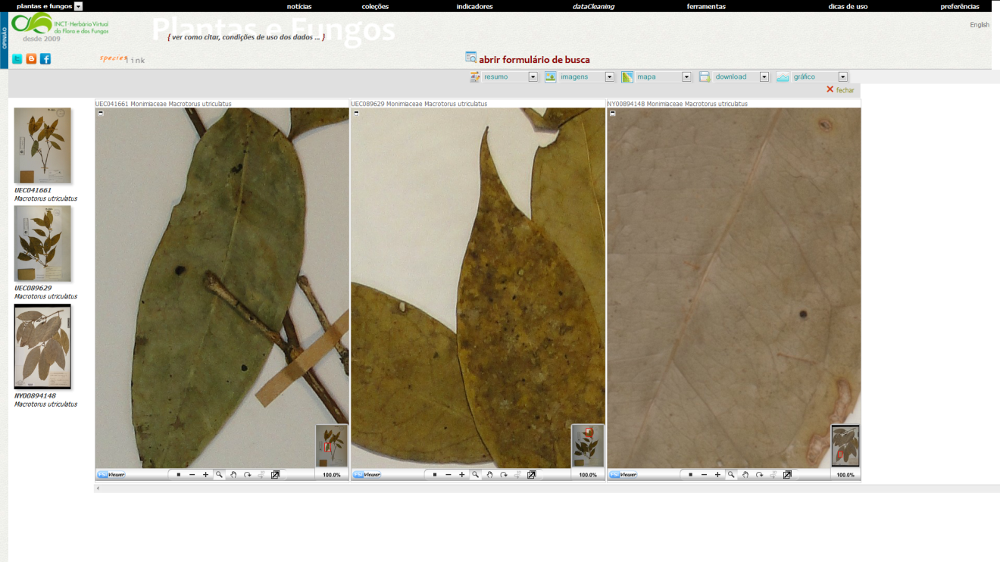 plantas e fungos
notícias
coleções
indicadores
dataCleaning
ferramentas
dicas de uso
preferências
OPINIÃO
INCT-Herbário Virtual
da Flora e dos Fungos
desde 2009
Plantas e Fungos
{ ver como citar, condições de uso dos dados ... }
English
species link
abrir formulário de busca
resumo
imagens
mapa
download
gráfico
fechar
UEC041661
Macrotorus utriculatus
UEC089629
Macrotorus utriculatus
NY00894148
Macrotorus utriculatus
UEC041661 Monimiaceae Macrotorus utriculatus
FSI Viewer
100.0%
UEC089629 Monimiaceae Macrotorus utriculatus
FSI Viewer
100.0%
NY00894148 Monimiaceae Macrotorus utriculatus
FSI Viewer
100.0%